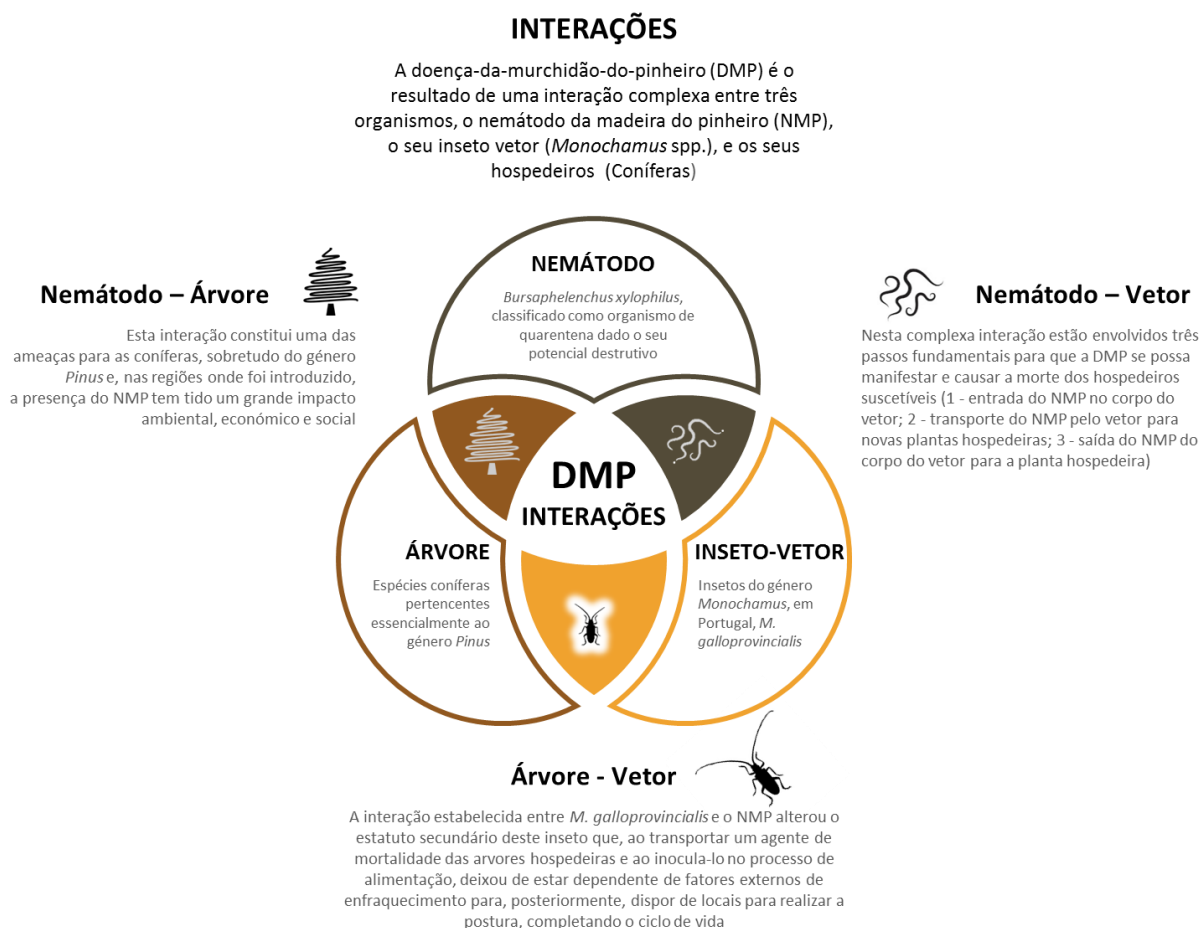 INTERAÇÕES
A doença-da-murchidão-do-pinheiro (DMP) é o
resultado de uma interação complexa entre três
organismos, o nemátodo da madeira do pinheiro (NMP),
o seu inseto vetor (Monochamus spp.), e os seus
hospedeiros (Coníferas)
NEMÁTODO
Bursaphelenchus xylophilus,
classificado como organismo de
quarentena dado o seu
potencial destrutivo
Nemátodo – Árvore
Esta interação constitui uma das
ameaças para as coníferas, sobretudo do género
Pinus e, nas regiões onde foi introduzido,
a presença do NMP tem tido um grande impacto
ambiental, económico e social
Nemátodo – Vetor
Nesta complexa interação estão envolvidos três
passos fundamentais para que a DMP se possa
manifestar e causar a morte dos hospedeiros
suscetíveis (1 - entrada do NMP no corpo do
vetor; 2 - transporte do NMP pelo vetor para
novas plantas hospedeiras; 3 - saída do NMP do
corpo do vetor para a planta hospedeira)
DMP
INTERAÇÕES
ÁRVORE
Espécies coníferas
pertencentes
essencialmente ao
género Pinus
INSETO-VETOR
Insetos do género
Monochamus, em
Portugal, M.
galloprovincialis
Árvore - Vetor
A interação estabelecida entre M. galloprovincialis e o NMP alterou o
estatuto secundário deste inseto que, ao transportar um agente de
mortalidade das arvores hospedeiras e ao inocula-lo no processo de
alimentação, deixou de estar dependente de fatores externos de
enfraquecimento para, posteriormente, dispor de locais para realizar a
postura, completando o ciclo de vida